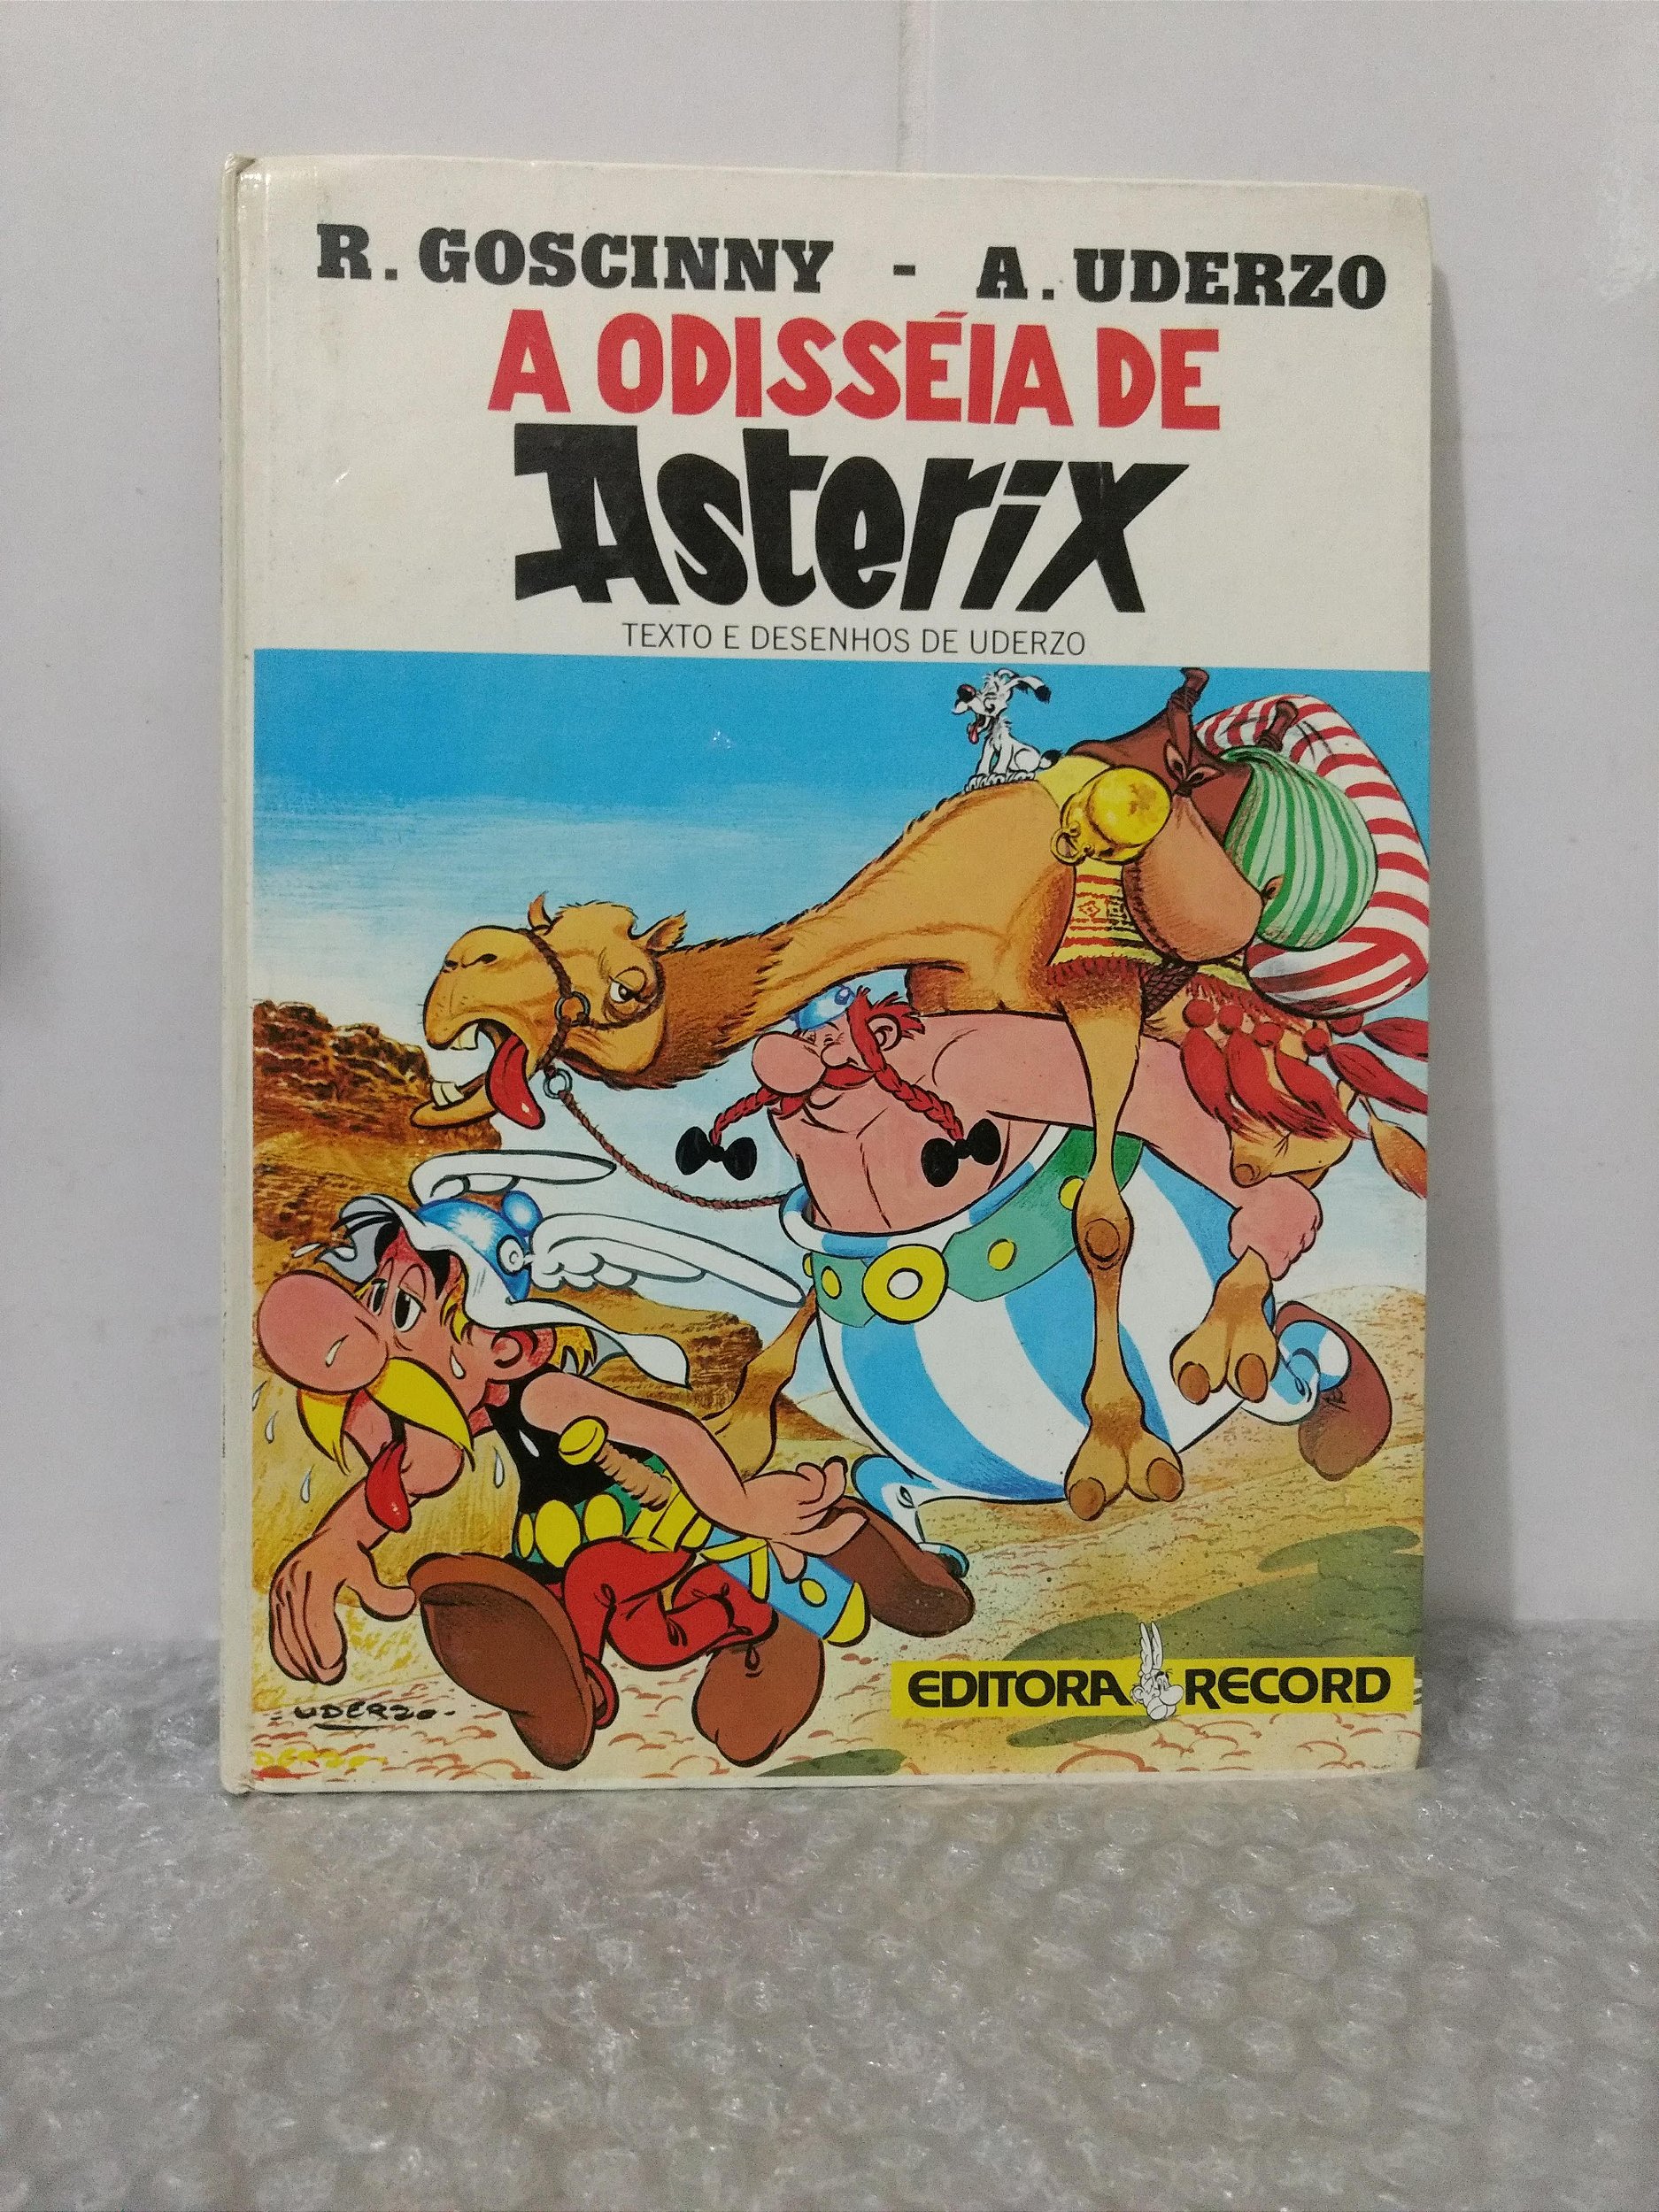 R. GOSCINNY - A. UDERZO
A ODISSÉIA DE
Asterix
TEXTO E DESENHOS DE UDERZO
EDITORA RECORD
-UDERZO-